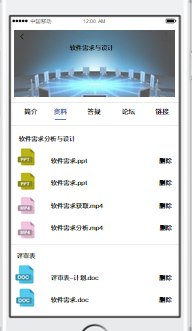 中国移动 12:00 AM
软件需求与设计
简介 资料 答疑 论坛 链接
软件需求分析与设计
PPT 软件需求.ppt 删除
PPT 软件需求.ppt 删除
MP4 软件需求获取.mp4 删除
MP4 软件需求分析.mp4 删除
评审表
DOC 评审表--计划.doc 删除
DOC 软件需求.doc 删除